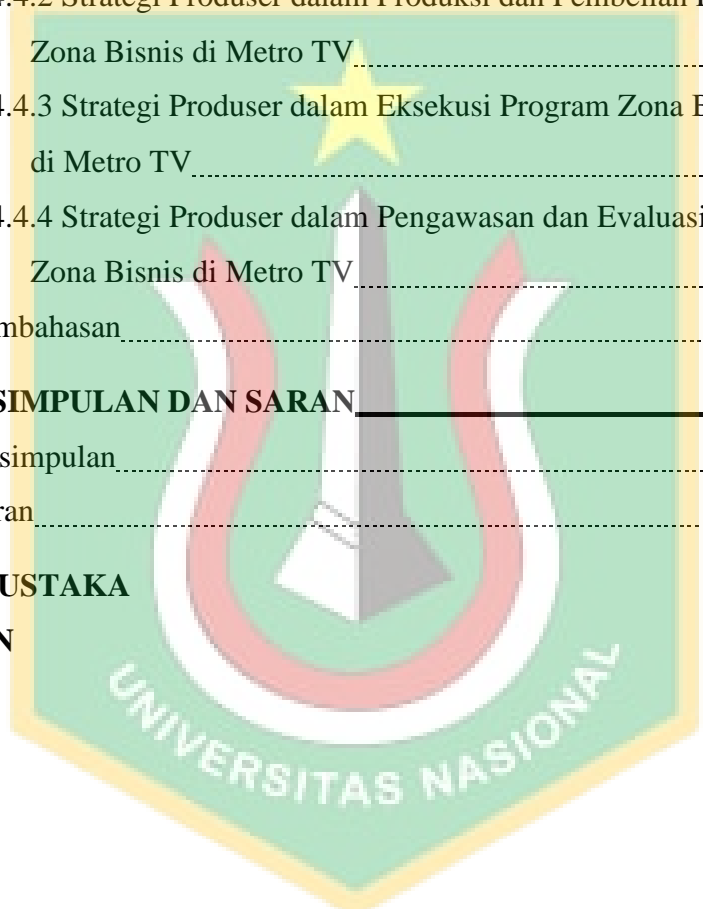 4.4.2 Strategi Produser dalam Produksi dan Pembelian
Zona Bisnis di Metro TV
4.4.3 Strategi Produser dalam Eksekusi Program Zona
di Metro TV
4.4.4 Strategi Produser dalam Pengawasan dan Evaluasi
Zona Bisnis di Metro TV
mbahasan
SIMPULAN DAN SARAN
simpulan
ran
USTAKA
N
UNIVERSITAS NASIONAL